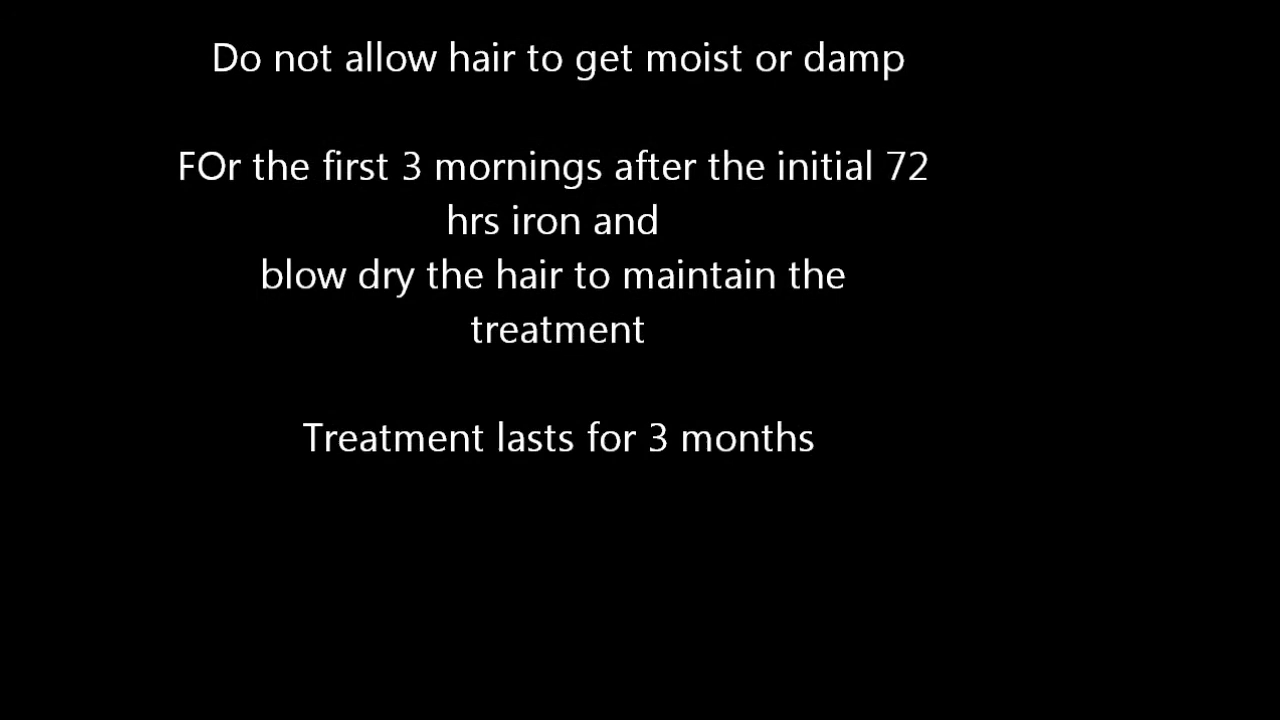 Do not allow hair to get moist or damp
FOr the first 3 mornings after the initial 72
hrs iron and
blow dry the hair to maintain the
treatment
Treatment lasts for 3 months